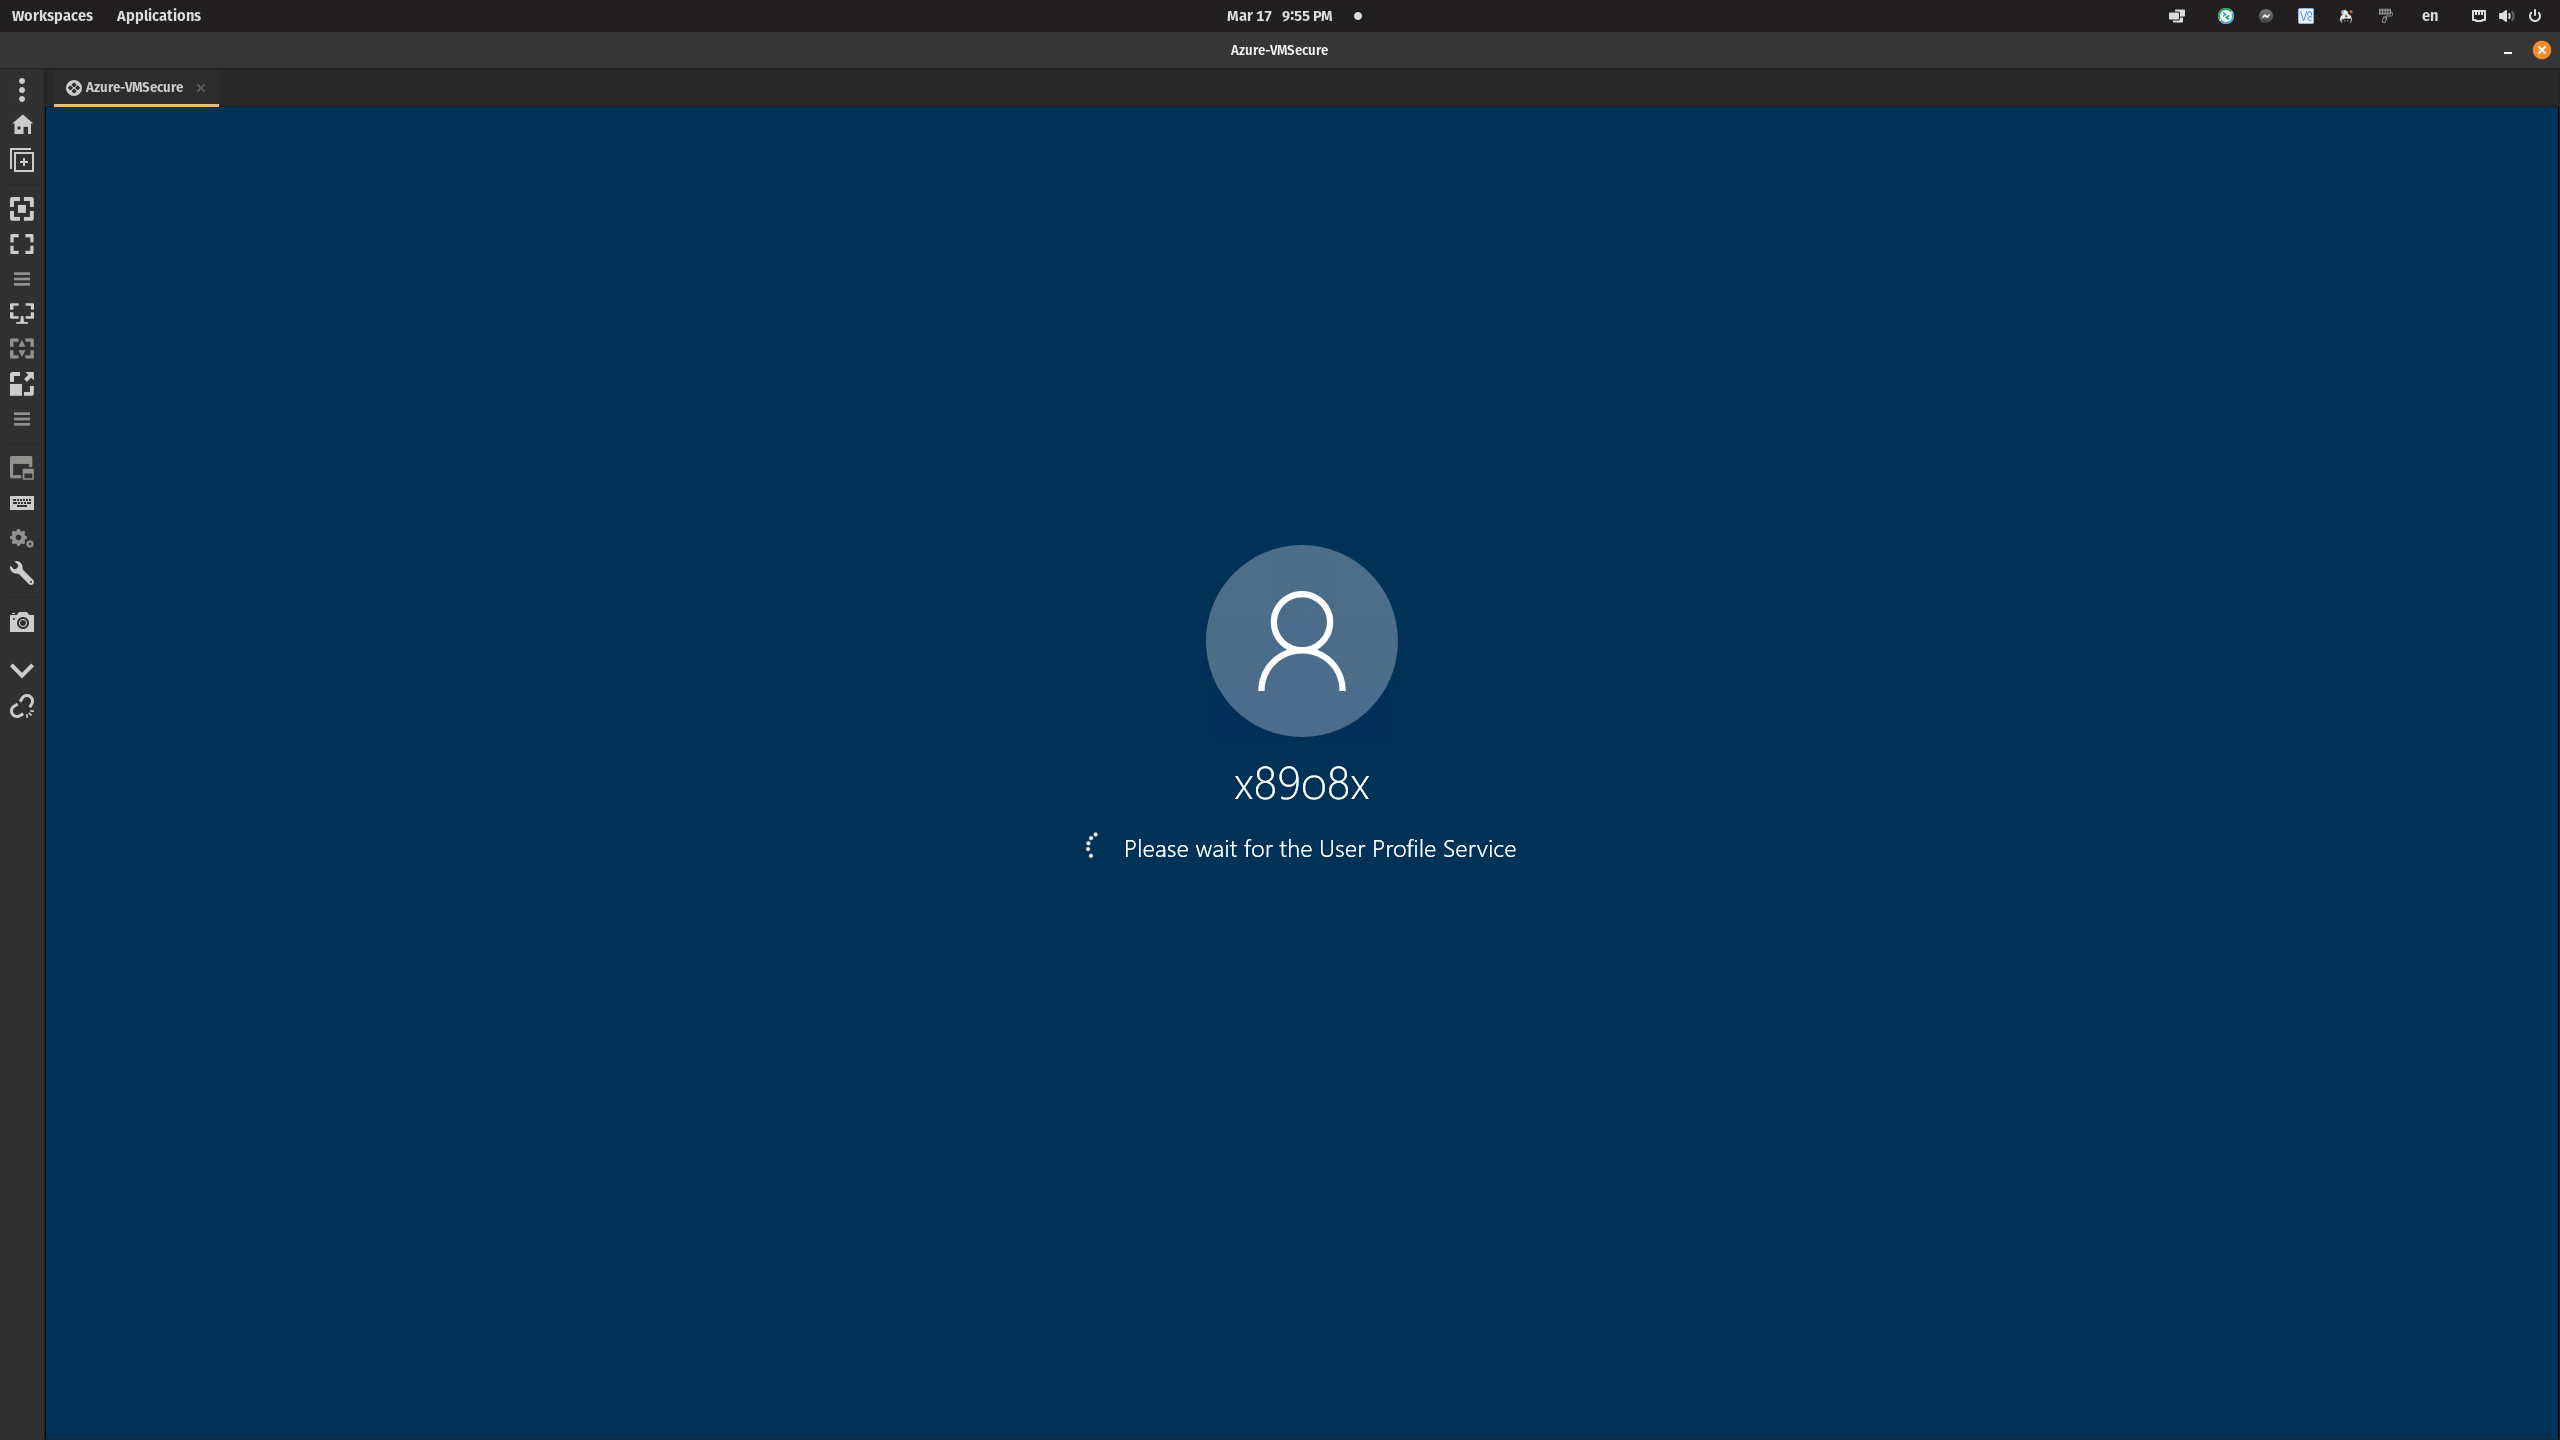 Workspaces Applications Mar 17 9:55 PM en
Azure-VMSecure
Azure-VMSecure
x89o8x
Please wait for the User Profile Service